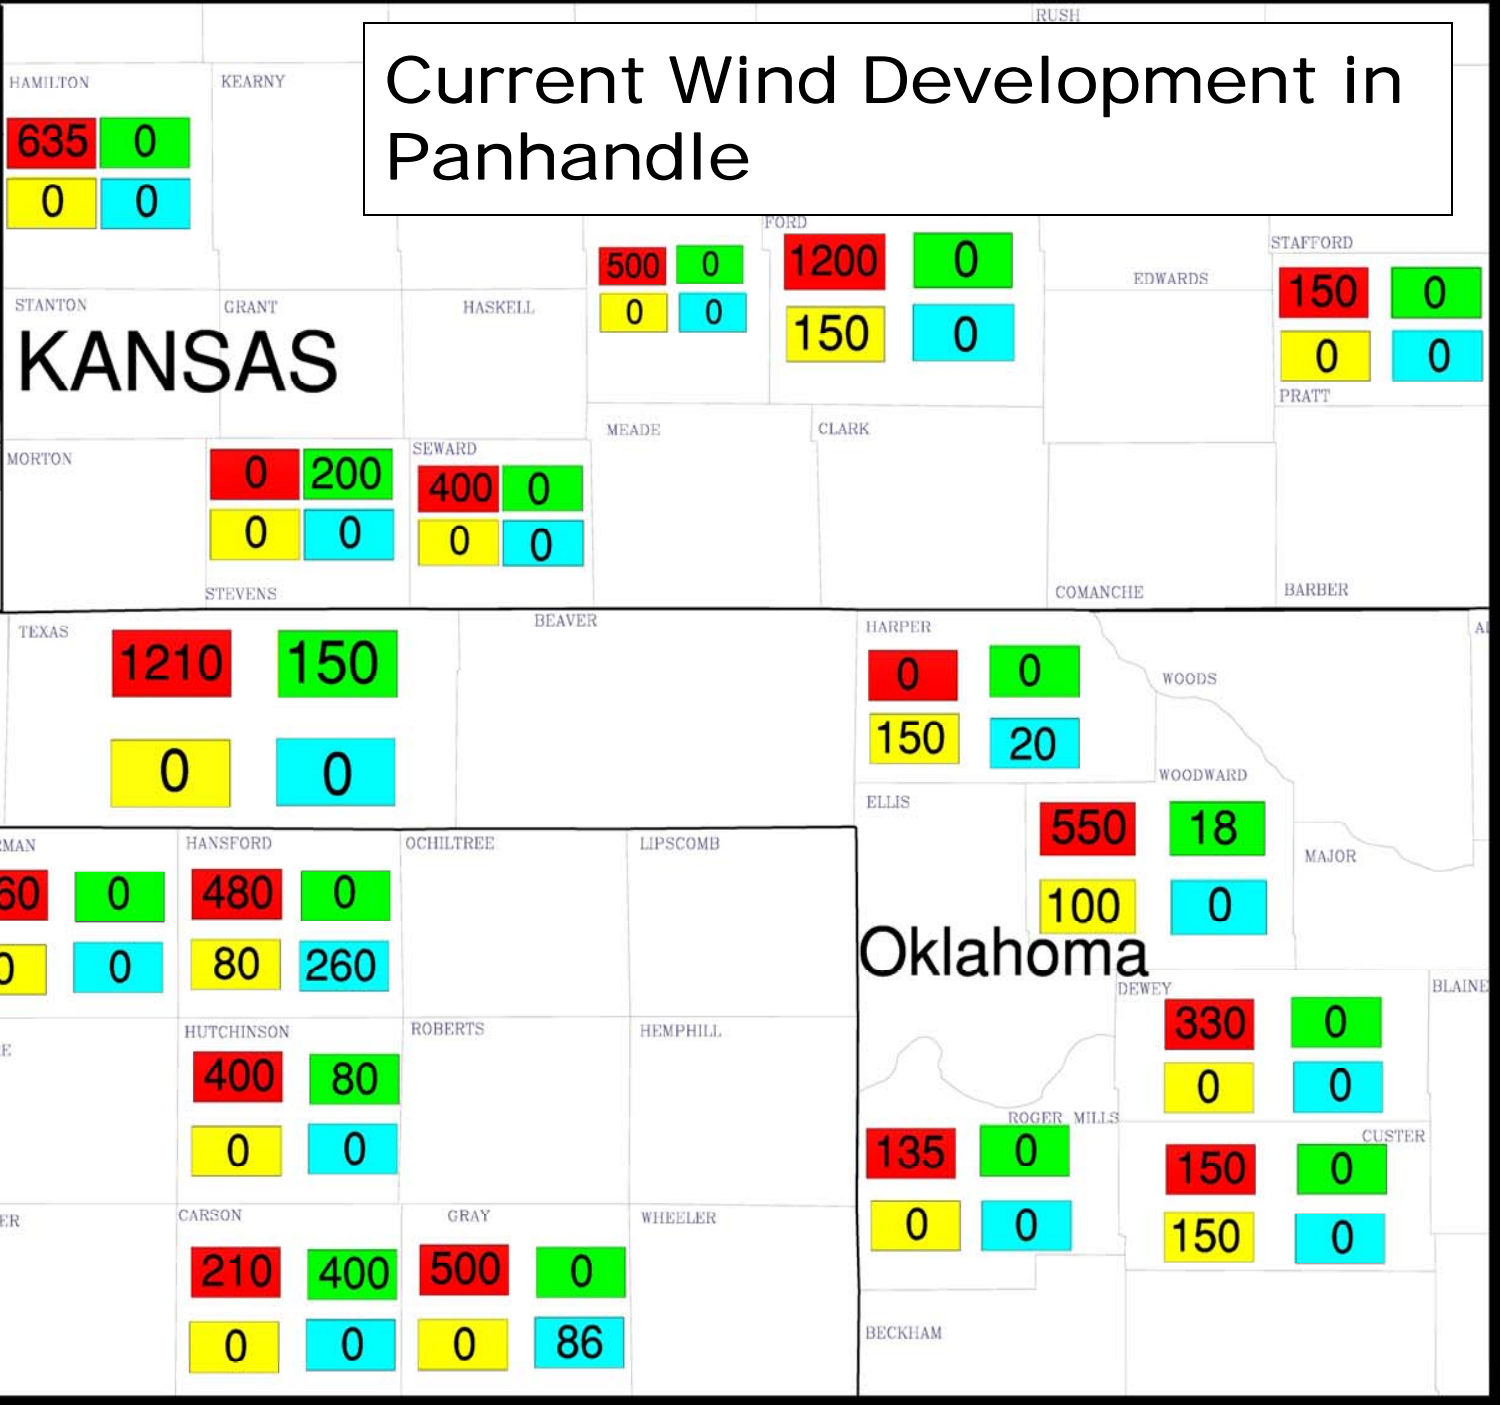 RUSH
Current Wind Development in
Panhandle
HAMILTON
KEARNY
635 0
0 0
FORD
500 0
0 0
1200 0
150 0
EDWARDS
STAFFORD
150 0
0 0
PRATT
STANTON
GRANT
HASKELL
KANSAS
MORTON
0 200
0 0
STEVENS
SEWARD
400 0
0 0
MEADE
CLARK
COMANCHE
BARBER
TEXAS
1210 150
0 0
BEAVER
HARPER
0 0
150 20
WOODS
WOODWARD
550 18
100 0
ELLIS
MAJOR
AL
RMAN
60 0
0 0
HANSFORD
480 0
80 260
OCHILTREE
LIPSCOMB
Oklahoma
DEWEY
330 0
0 0
BLAINE
E
HUTCHINSON
400 80
0 0
ROBERTS
HEMPHILL
ROGER MILLS
135 0
0 0
CUSTER
150 0
150 0
ER
CARSON
210 400
0 0
GRAY
500 0
0 86
WHEELER
BECKHAM